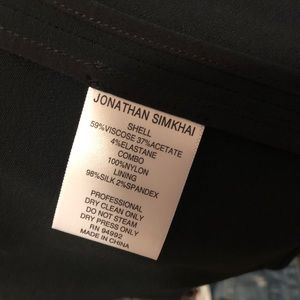 JONATHAN SIMKHAI
SHELL
59%VISCOSE 37%ACETATE
4%ELASTANE
COMBO
100%NYLON
LINING
98%SILK 2%SPANDEX
PROFESSIONAL
DRY CLEAN ONLY
DO NOT STEAM
DRY PRESS ONLY
RN 94992
MADE IN CHINA